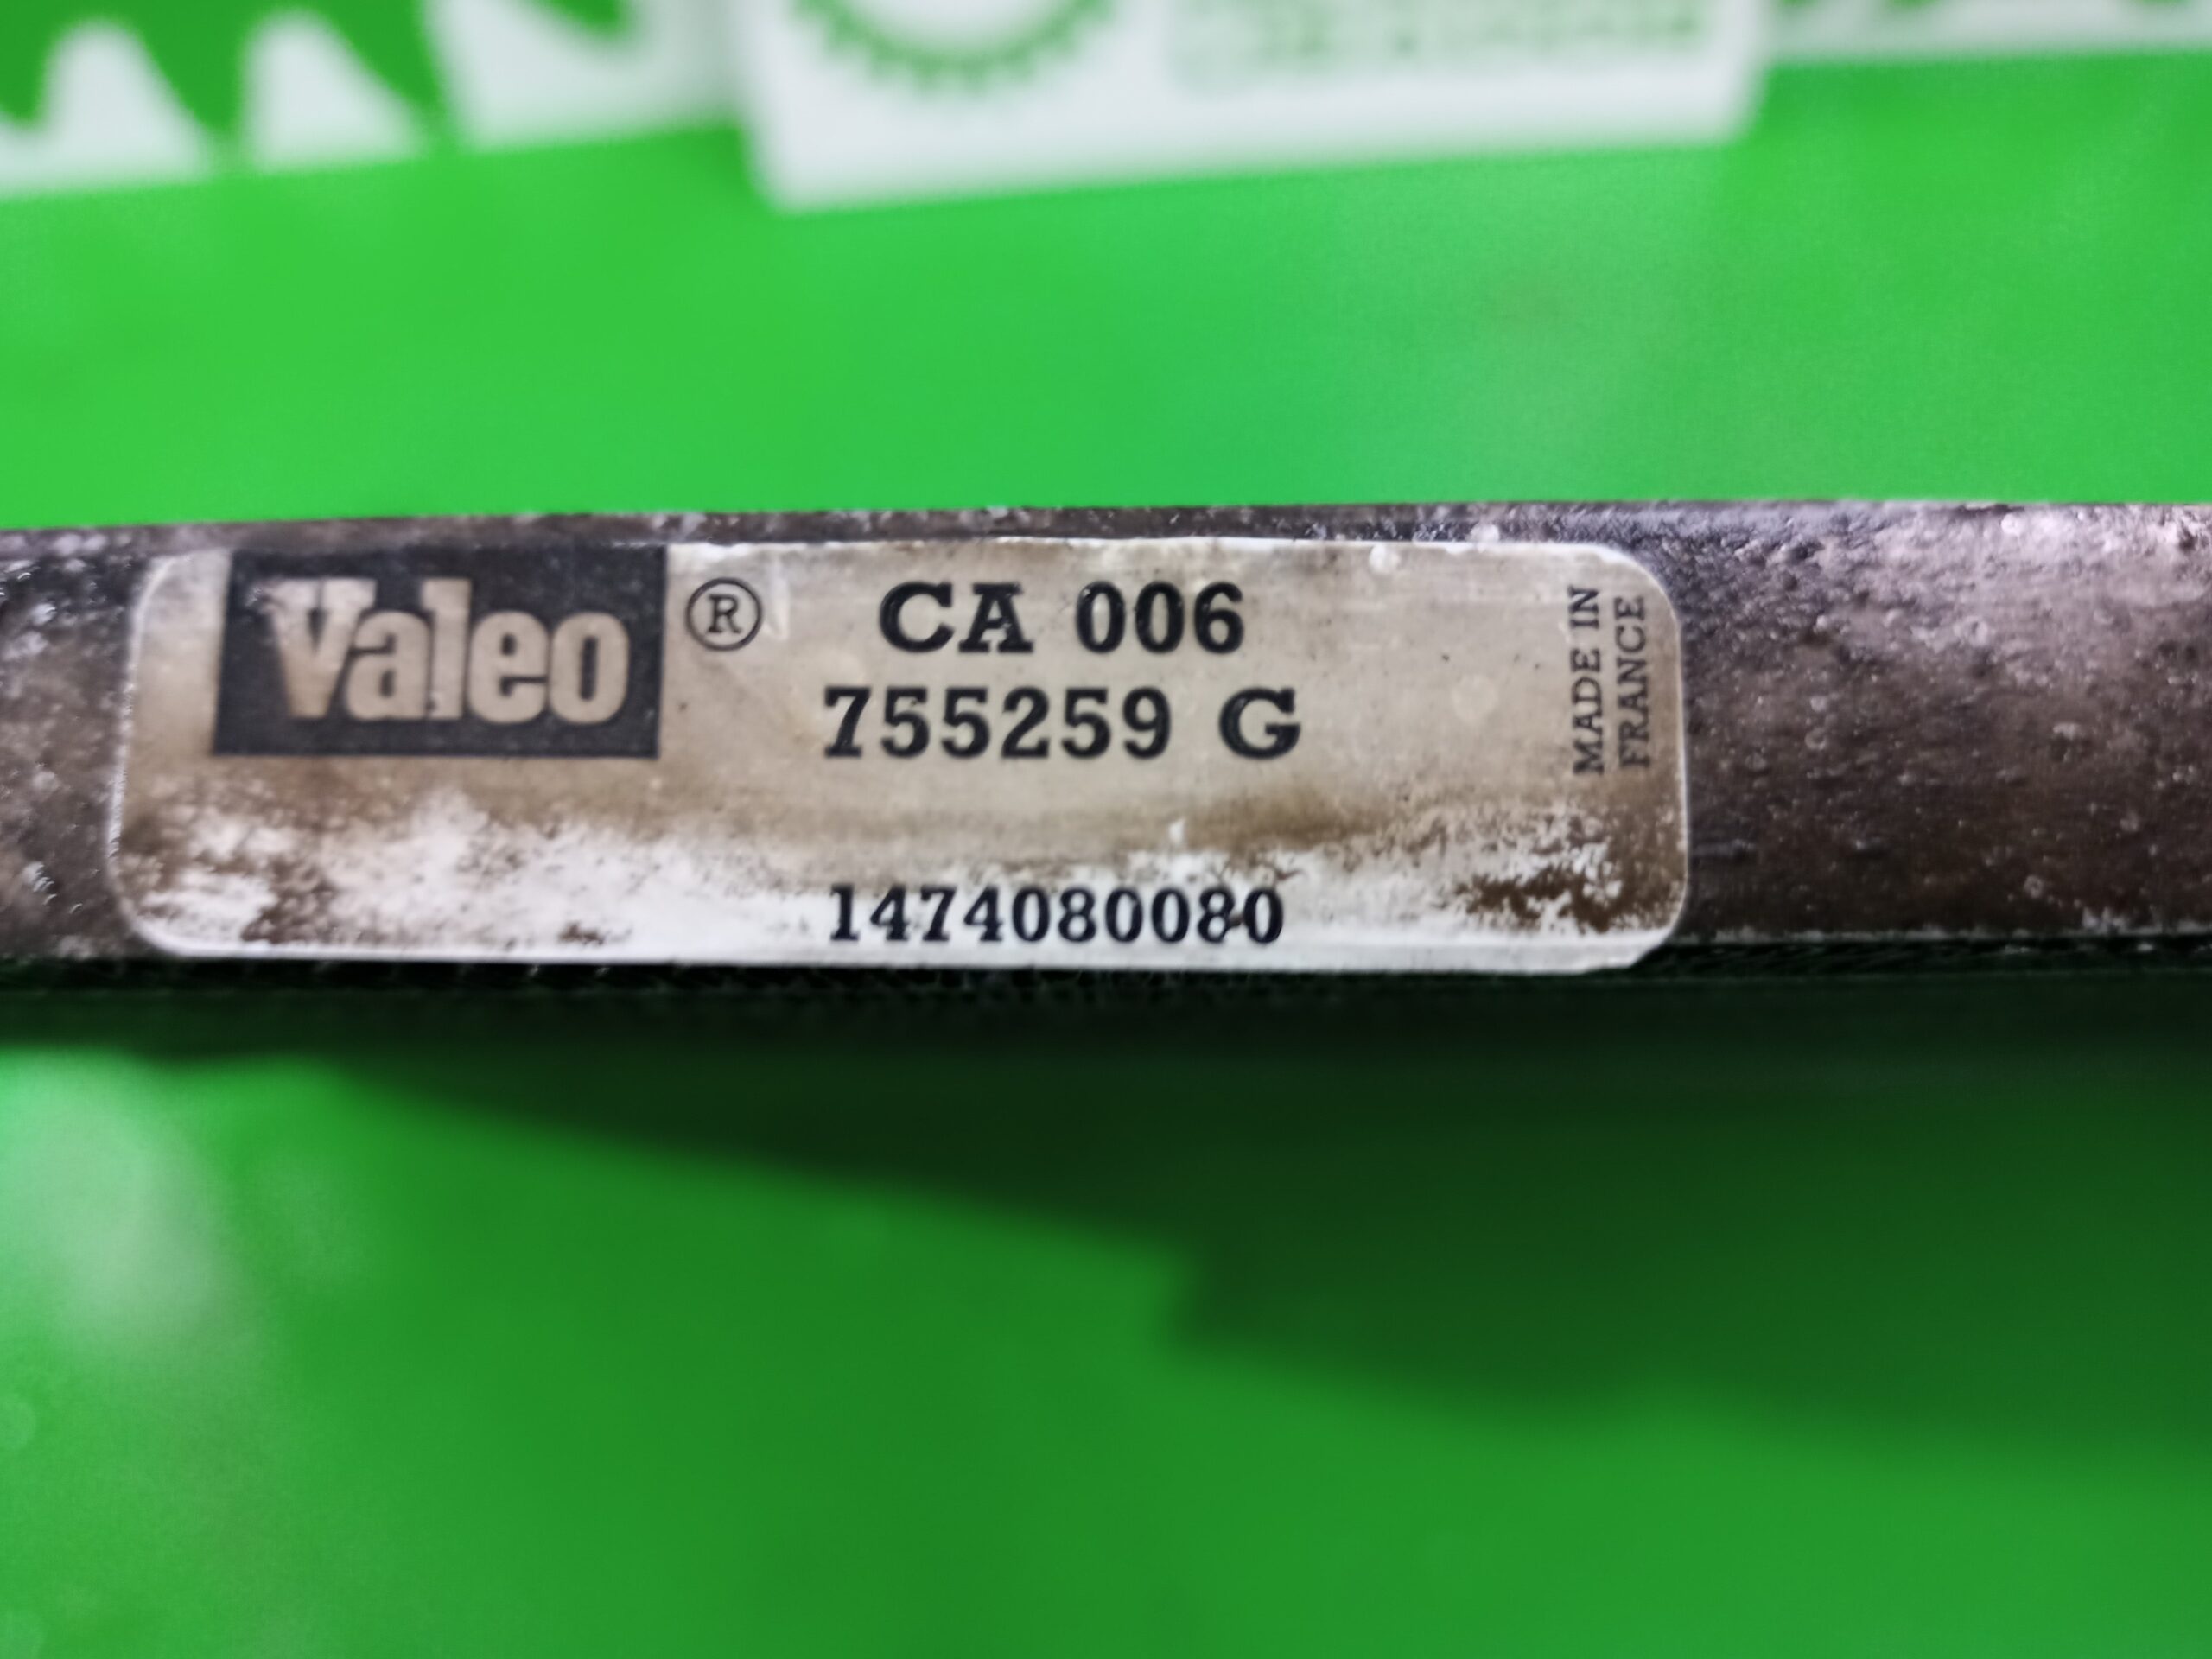 Valeo ® CA 006
755259 G
1474080080
MADE IN
FRANCE